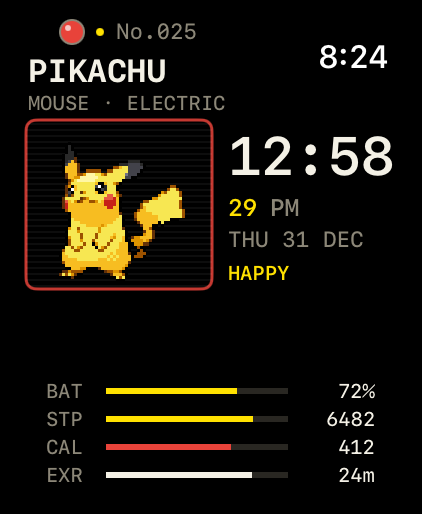 No.025
8:24
PIKACHU
MOUSE · ELECTRIC
12:58
29 PM
THU 31 DEC
HAPPY
BAT 72%
STP 6482
CAL 412
EXR 24m